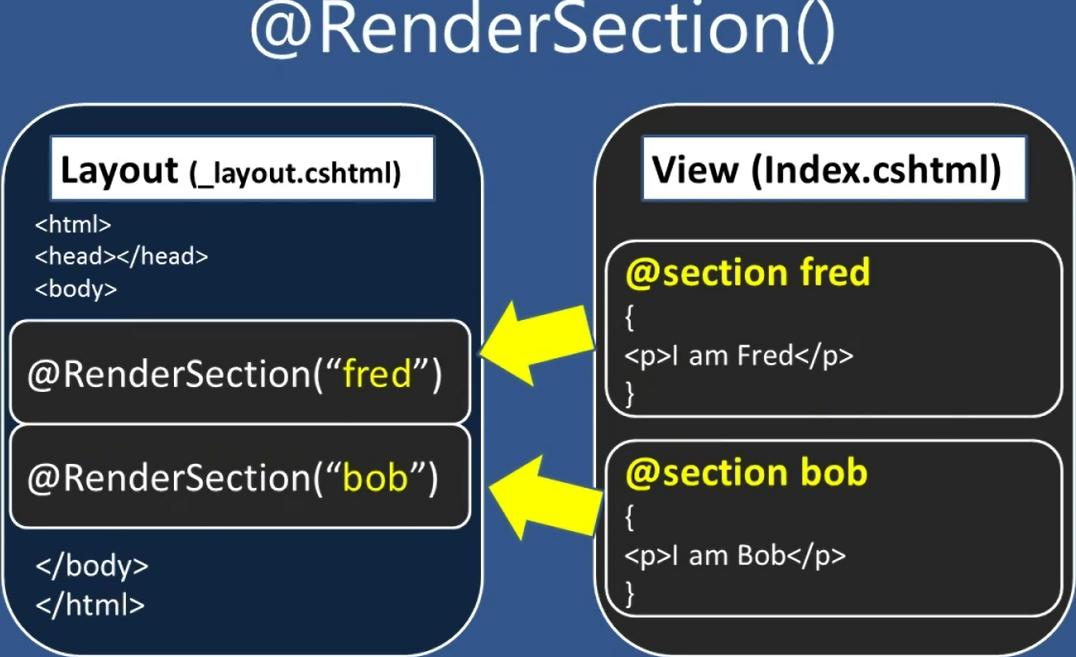 @RenderSection()
Layout (_layout.cshtml)
<html>
<head></head>
<body>
@RenderSection(“fred”)
@RenderSection(“bob”)
</body>
</html>
View (Index.cshtml)
@section fred
{
<p>I am Fred</p>
}
@section bob
{
<p>I am Bob</p>
}